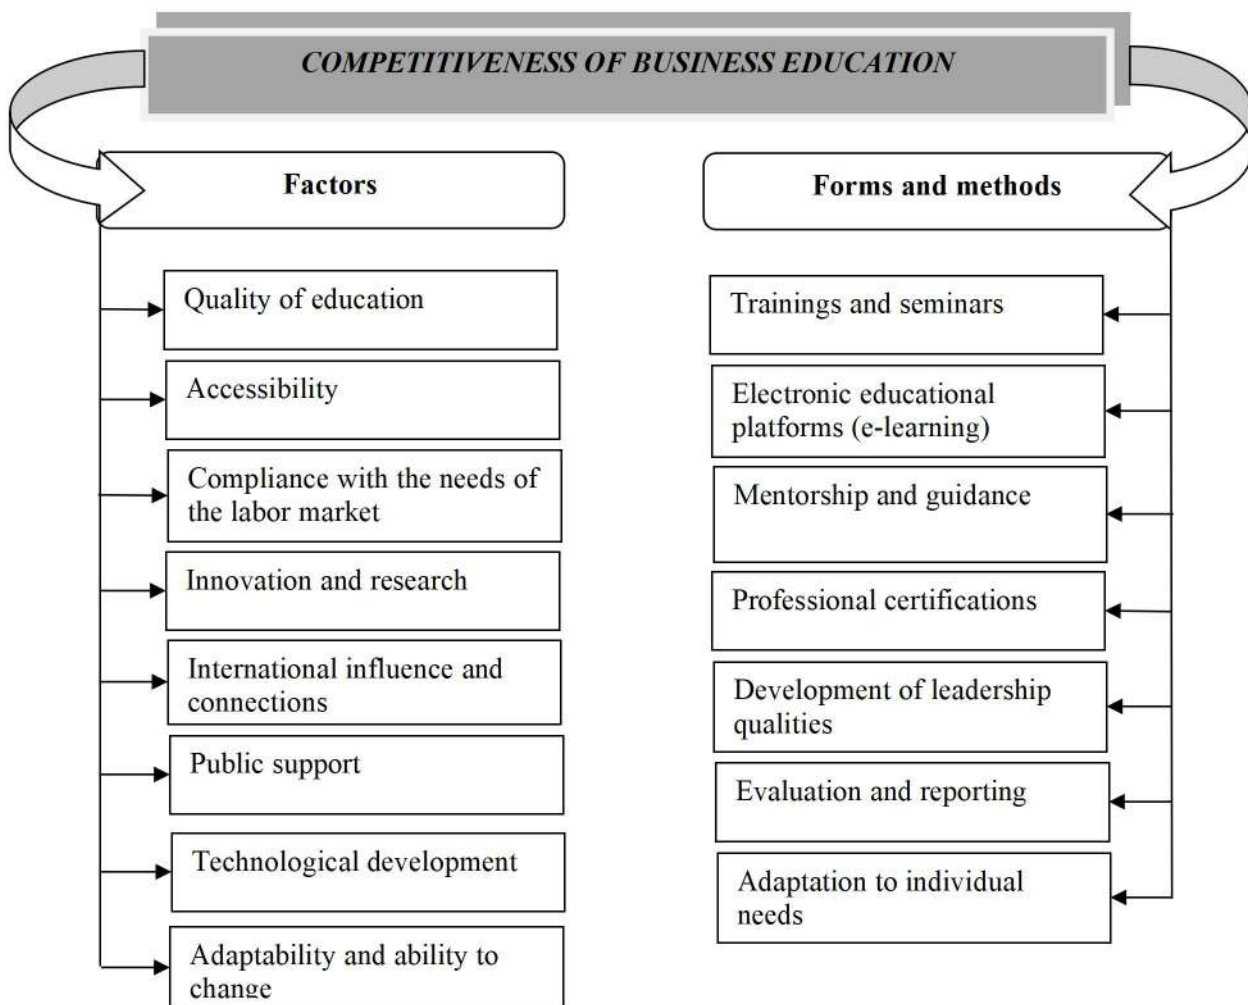 COMPETITIVENESS OF BUSINESS EDUCATION
Factors
Quality of education
Accessibility
Compliance with the needs of
the labor market
Innovation and research
International influence and
connections
Public support
Technological development
Adaptability and ability to
change
Forms and methods
Trainings and seminars
Electronic educational
platforms (e-learning)
Mentorship and guidance
Professional certifications
Development of leadership
qualities
Evaluation and reporting
Adaptation to individual
needs